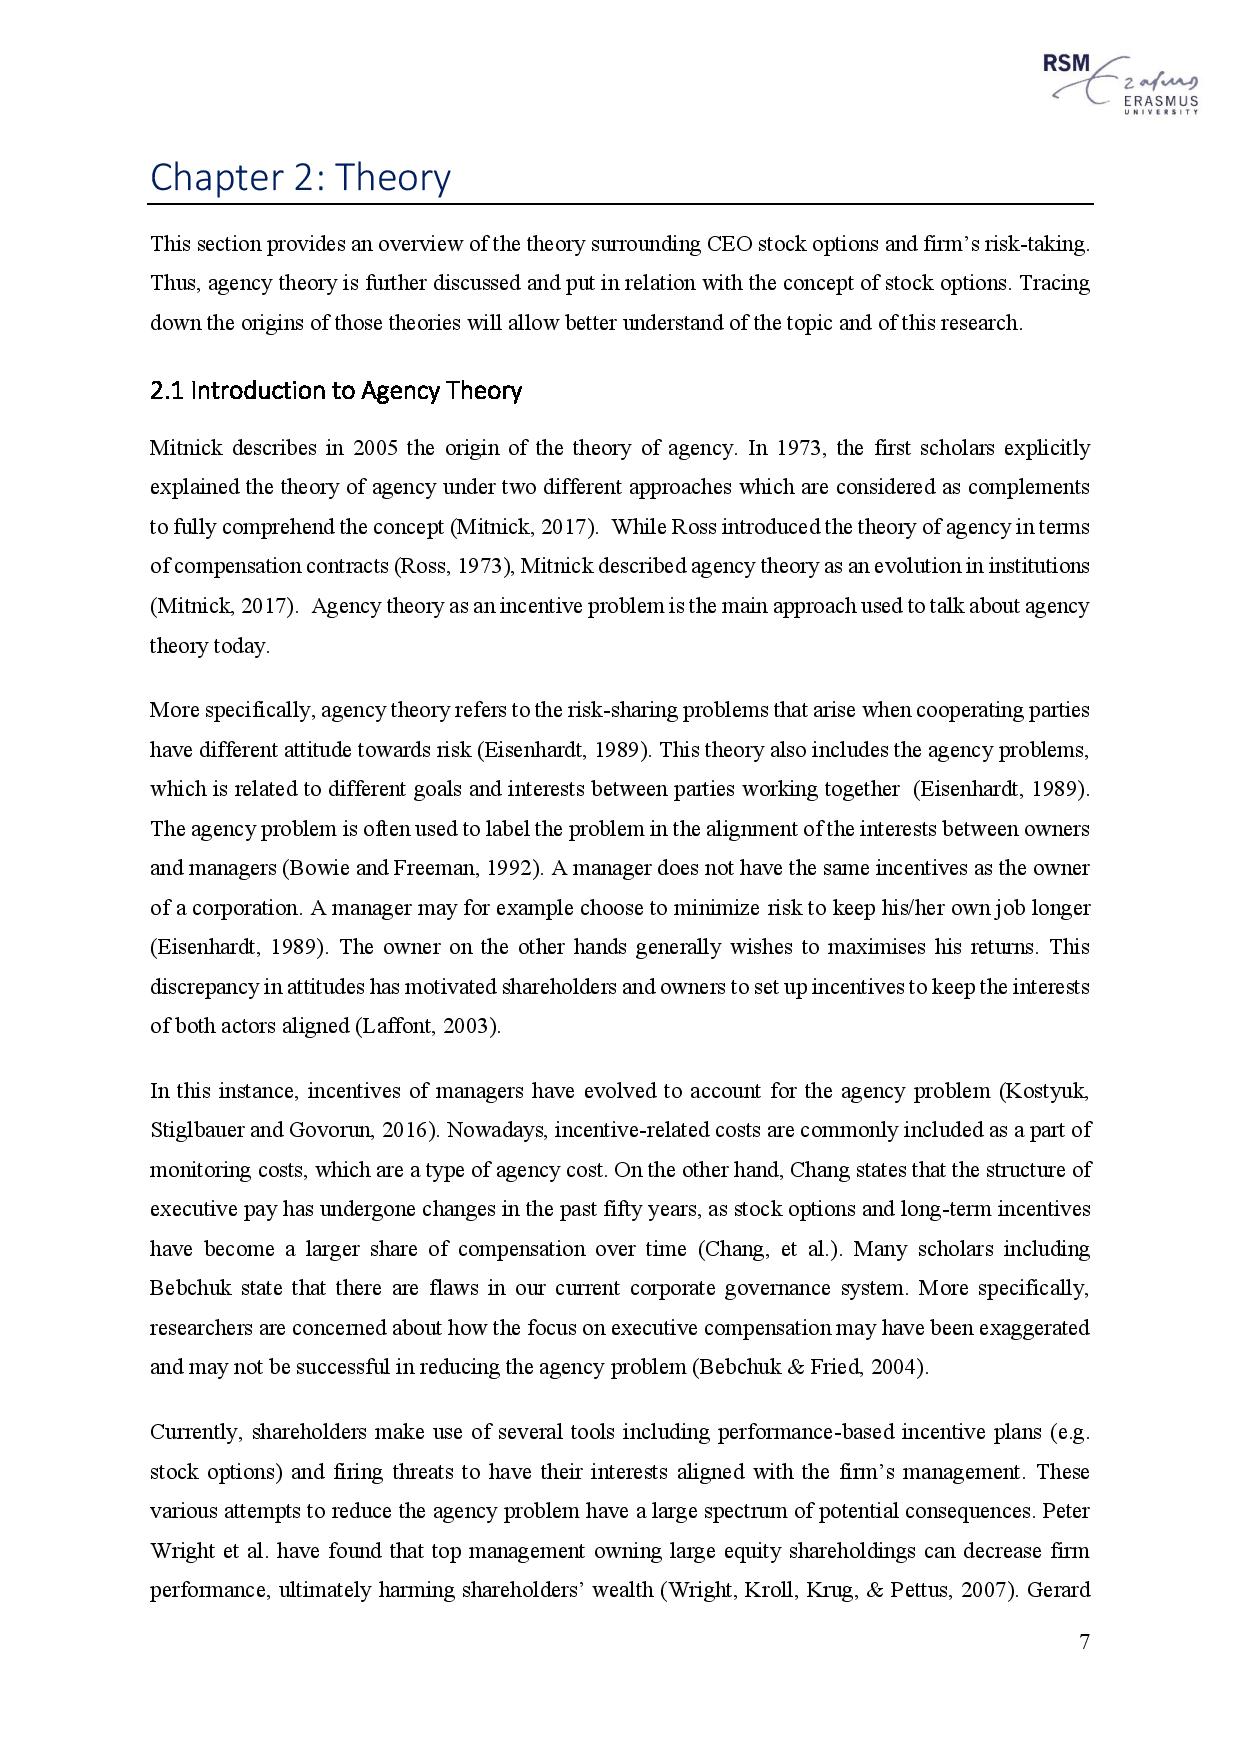 RSM
Erasmus
ERASMUS
UNIVERSITY
Chapter 2: Theory
This section provides an overview of the theory surrounding CEO stock options and firm’s risk-taking.
Thus, agency theory is further discussed and put in relation with the concept of stock options. Tracing
down the origins of those theories will allow better understand of the topic and of this research.
2.1 Introduction to Agency Theory
Mitnick describes in 2005 the origin of the theory of agency. In 1973, the first scholars explicitly
explained the theory of agency under two different approaches which are considered as complements
to fully comprehend the concept (Mitnick, 2017).  While Ross introduced the theory of agency in terms
of compensation contracts (Ross, 1973), Mitnick described agency theory as an evolution in institutions
(Mitnick, 2017).  Agency theory as an incentive problem is the main approach used to talk about agency
theory today.
More specifically, agency theory refers to the risk-sharing problems that arise when cooperating parties
have different attitude towards risk (Eisenhardt, 1989). This theory also includes the agency problems,
which is related to different goals and interests between parties working together  (Eisenhardt, 1989).
The agency problem is often used to label the problem in the alignment of the interests between owners
and managers (Bowie and Freeman, 1992). A manager does not have the same incentives as the owner
of a corporation. A manager may for example choose to minimize risk to keep his/her own job longer
(Eisenhardt, 1989). The owner on the other hands generally wishes to maximises his returns. This
discrepancy in attitudes has motivated shareholders and owners to set up incentives to keep the interests
of both actors aligned (Laffont, 2003).
In this instance, incentives of managers have evolved to account for the agency problem (Kostyuk,
Stiglbauer and Govorun, 2016). Nowadays, incentive-related costs are commonly included as a part of
monitoring costs, which are a type of agency cost. On the other hand, Chang states that the structure of
executive pay has undergone changes in the past fifty years, as stock options and long-term incentives
have become a larger share of compensation over time (Chang, et al.). Many scholars including
Bebchuk state that there are flaws in our current corporate governance system. More specifically,
researchers are concerned about how the focus on executive compensation may have been exaggerated
and may not be successful in reducing the agency problem (Bebchuk & Fried, 2004).
Currently, shareholders make use of several tools including performance-based incentive plans (e.g.
stock options) and firing threats to have their interests aligned with the firm’s management. These
various attempts to reduce the agency problem have a large spectrum of potential consequences. Peter
Wright et al. have found that top management owning large equity shareholdings can decrease firm
performance, ultimately harming shareholders’ wealth (Wright, Kroll, Krug, & Pettus, 2007). Gerard
7